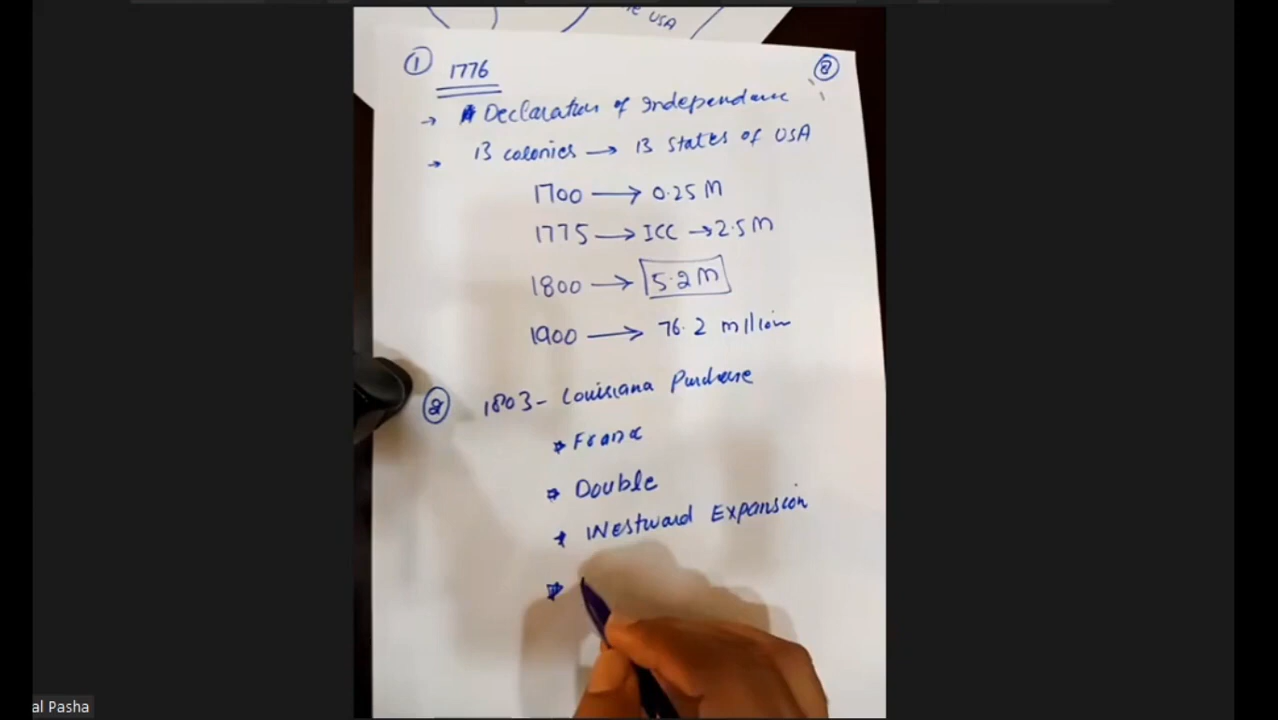 USA
① 1776
②
→ Declaration of Independence
→ 13 colonies → 13 states of USA
1700 → 0.25 M
1775 → ICC → 2.5 M
1800 → 5.2 M
1900 → 76.2 million
② 1803 - Louisiana Purchase
* France
* Double
* Westward Expansion
al Pasha